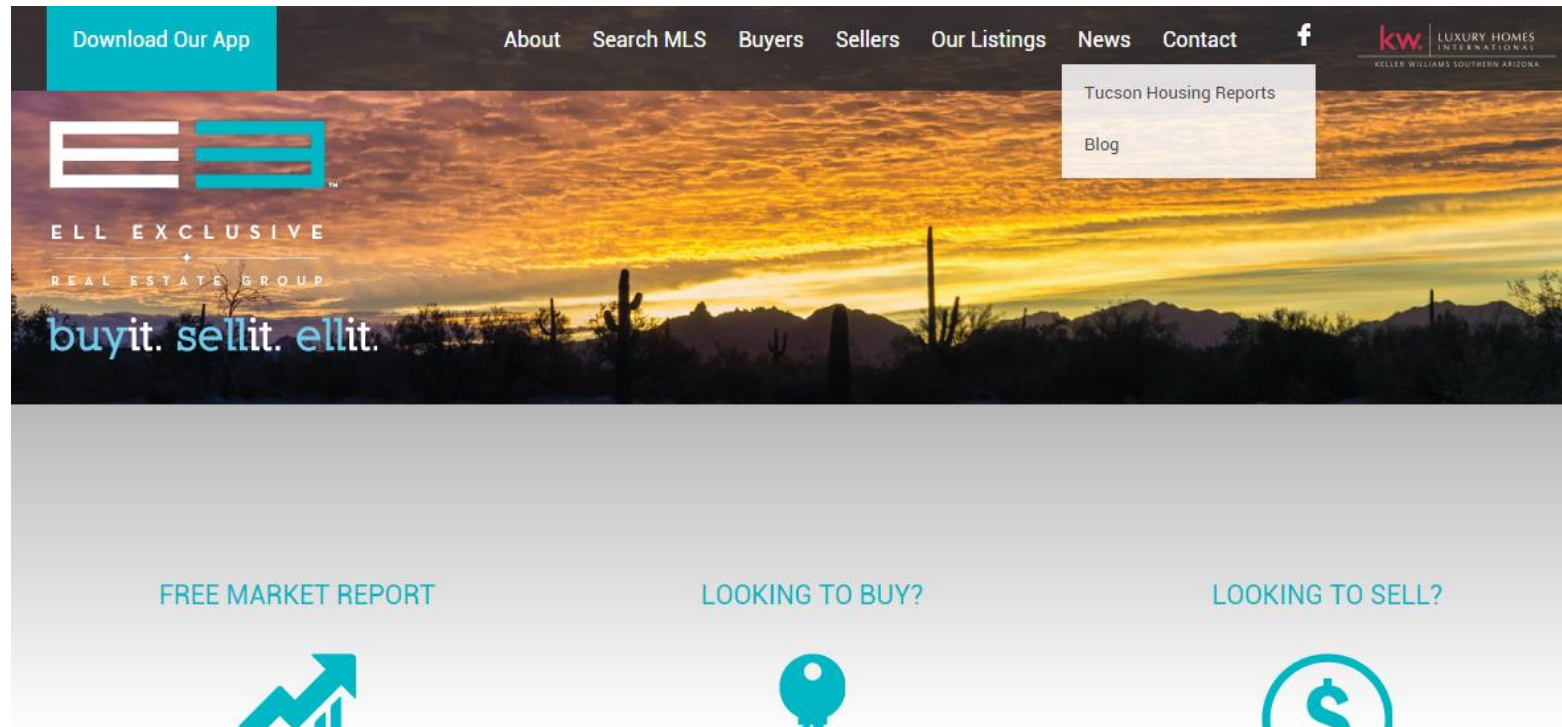 Download Our App
About Search MLS Buyers Sellers Our Listings News Contact f
kw. LUXURY HOMES
INTERNATIONAL
KELLER WILLIAMS SOUTHERN ARIZONA
Tucson Housing Reports
Blog
TM
ELL EXCLUSIVE
REAL ESTATE GROUP
buyit. sellit. ellit.
FREE MARKET REPORT LOOKING TO BUY? LOOKING TO SELL?
$